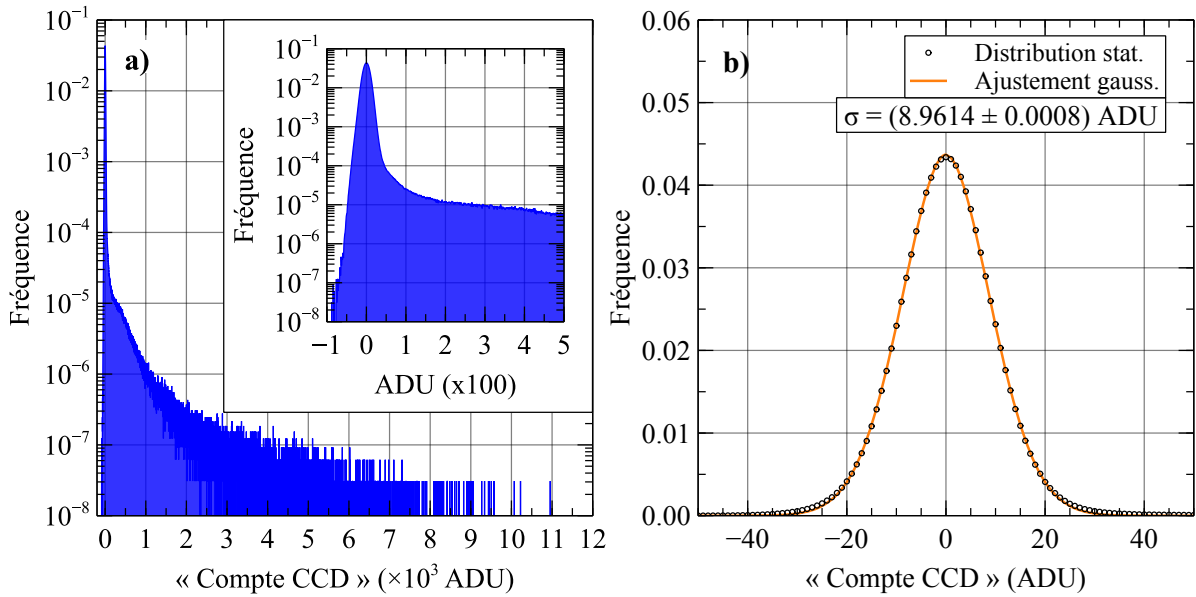 a)
Fréquence
10⁻¹
10⁻²
10⁻³
10⁻⁴
10⁻⁵
10⁻⁶
10⁻⁷
10⁻⁸
0 1 2 3 4 5 6 7 8 9 10 11 12
« Compte CCD » (×10³ ADU)
Fréquence
10⁻¹
10⁻²
10⁻³
10⁻⁴
10⁻⁵
10⁻⁶
10⁻⁷
10⁻⁸
−1 0 1 2 3 4 5
ADU (x100)
b)
Distribution stat.
Ajustement gauss.
σ = (8.9614 ± 0.0008) ADU
Fréquence
0.06
0.05
0.04
0.03
0.02
0.01
0.00
−40 −20 0 20 40
« Compte CCD » (ADU)